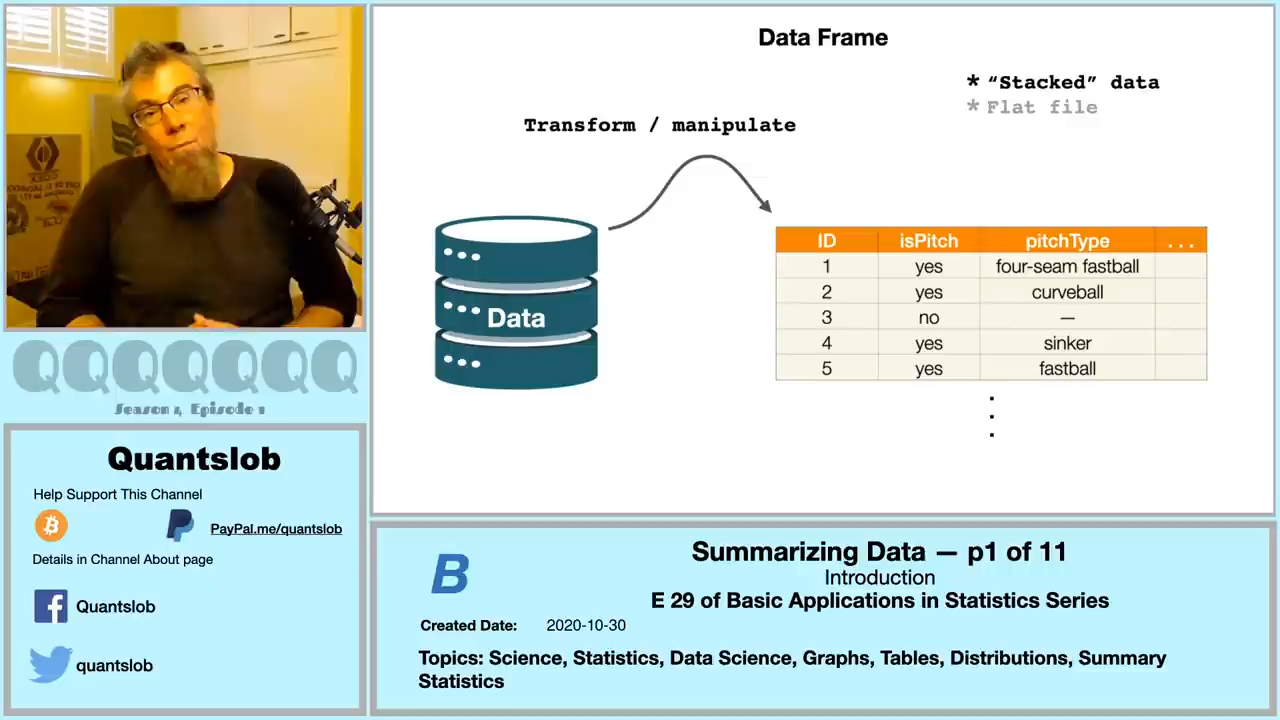 Data Frame
* “Stacked” data
* Flat file
Transform / manipulate
Data
ID isPitch pitchType ...
1 yes four-seam fastball
2 yes curveball
3 no —
4 yes sinker
5 yes fastball
QQQQQQQ
Season 4, Episode 1
Quantslob
Help Support This Channel
PayPal.me/quantslob
Details in Channel About page
Quantslob
quantslob
B
Summarizing Data — p1 of 11
Introduction
E 29 of Basic Applications in Statistics Series
Created Date: 2020-10-30
Topics: Science, Statistics, Data Science, Graphs, Tables, Distributions, Summary
Statistics